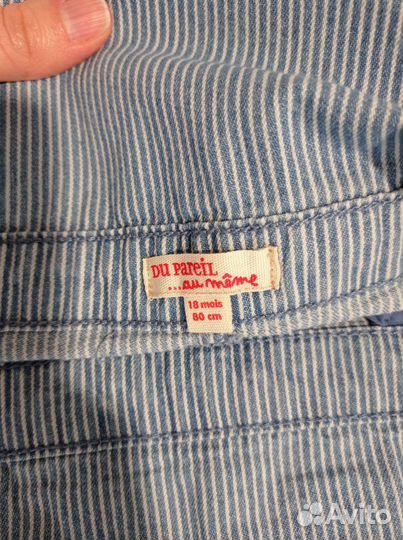 DU PAREIL
...au même
18 mois
80 cm
Avito